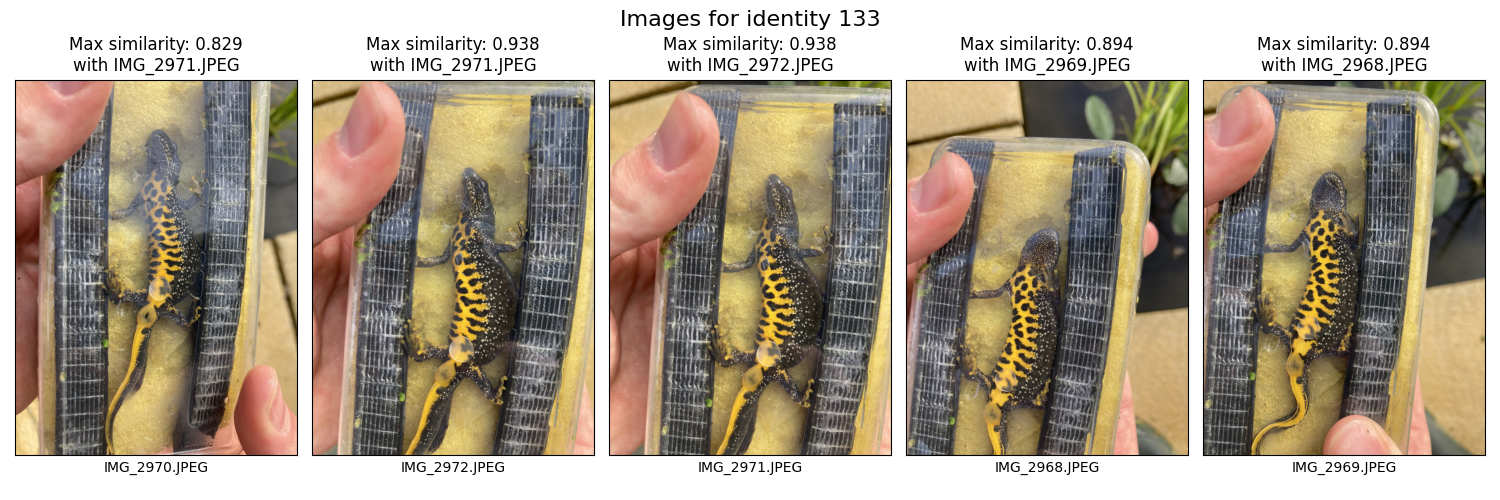 Images for identity 133
Max similarity: 0.829
with IMG_2971.JPEG
Max similarity: 0.938
with IMG_2971.JPEG
Max similarity: 0.938
with IMG_2972.JPEG
Max similarity: 0.894
with IMG_2969.JPEG
Max similarity: 0.894
with IMG_2968.JPEG
IMG_2970.JPEG
IMG_2972.JPEG
IMG_2971.JPEG
IMG_2968.JPEG
IMG_2969.JPEG